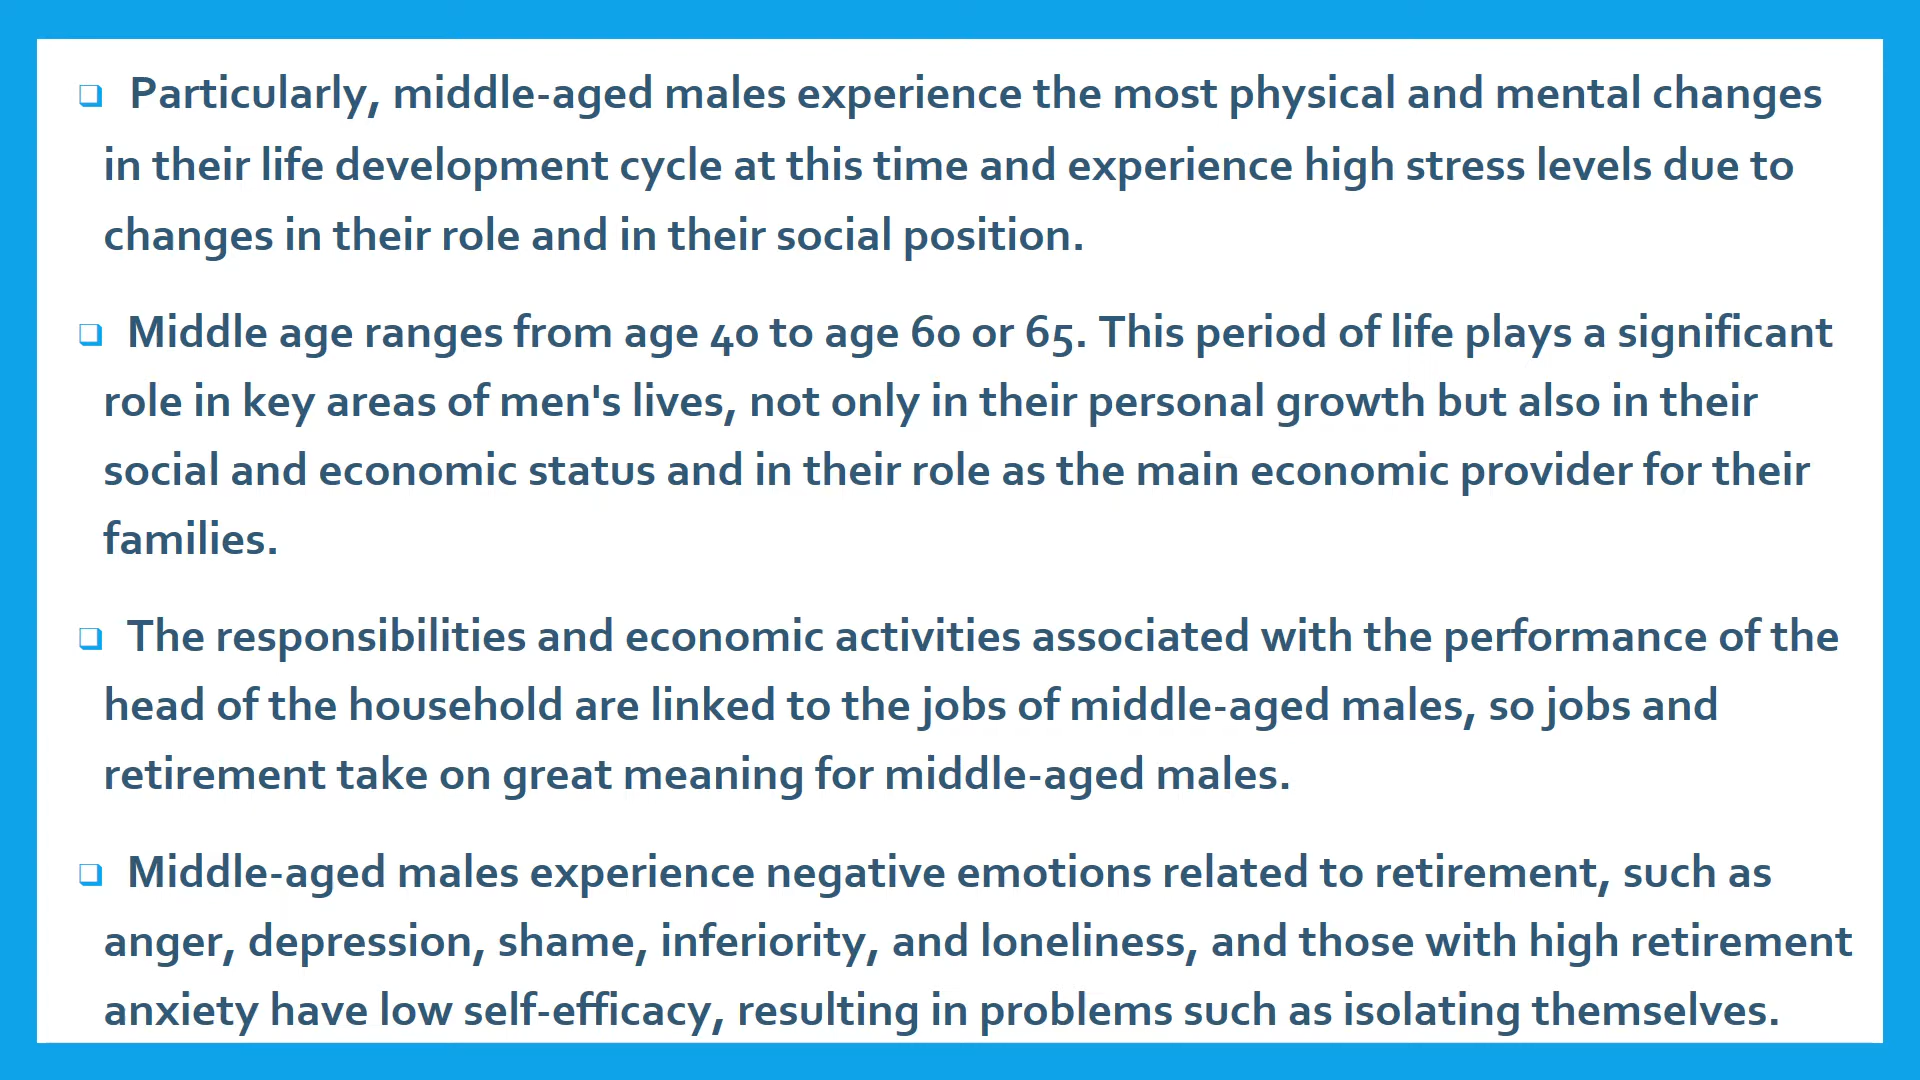 ❑ Particularly, middle-aged males experience the most physical and mental changes
in their life development cycle at this time and experience high stress levels due to
changes in their role and in their social position.
❑ Middle age ranges from age 40 to age 60 or 65. This period of life plays a significant
role in key areas of men's lives, not only in their personal growth but also in their
social and economic status and in their role as the main economic provider for their
families.
❑ The responsibilities and economic activities associated with the performance of the
head of the household are linked to the jobs of middle-aged males, so jobs and
retirement take on great meaning for middle-aged males.
❑ Middle-aged males experience negative emotions related to retirement, such as
anger, depression, shame, inferiority, and loneliness, and those with high retirement
anxiety have low self-efficacy, resulting in problems such as isolating themselves.